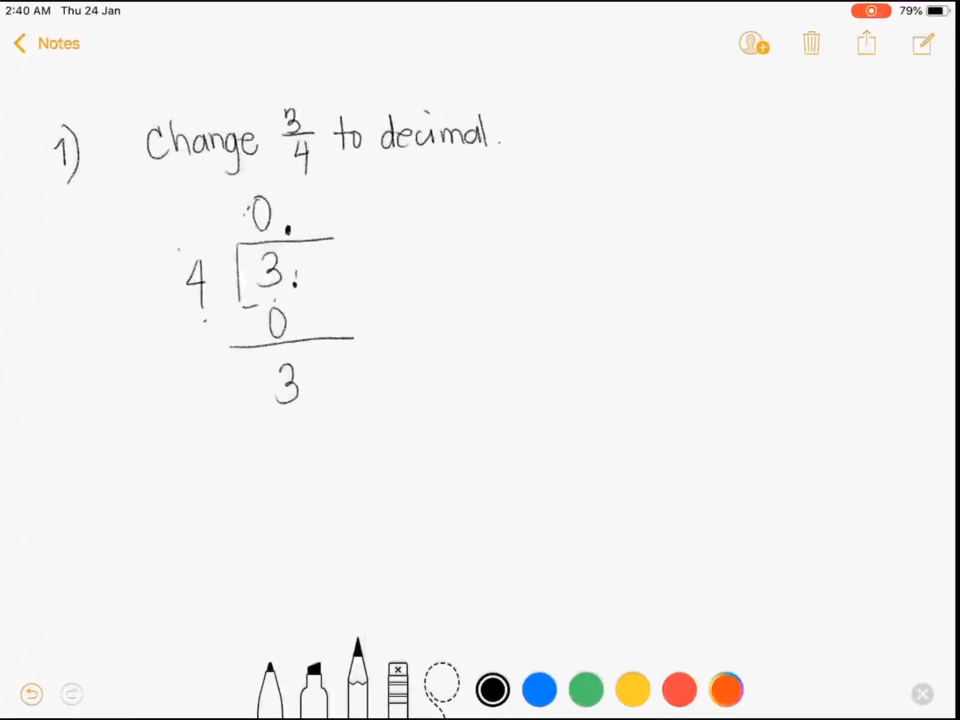 2:40 AM Thu 24 Jan 79%
Notes
1) Change 3/4 to decimal.
0.
4 3.
- 0
3